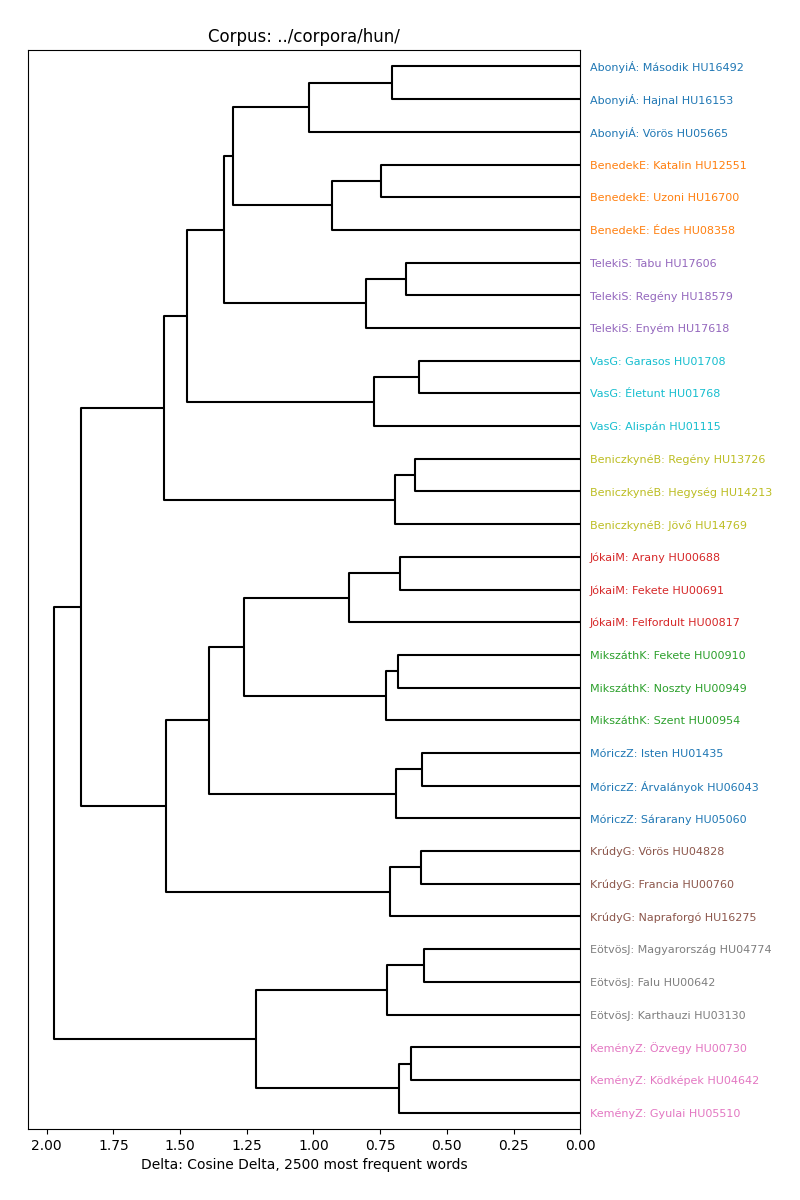 Corpus: ../corpora/hun/
AbonyiÁ: Második HU16492
AbonyiÁ: Hajnal HU16153
AbonyiÁ: Vörös HU05665
BenedekE: Katalin HU12551
BenedekE: Uzoni HU16700
BenedekE: Édes HU08358
TelekiS: Tabu HU17606
TelekiS: Regény HU18579
TelekiS: Enyém HU17618
VasG: Garasos HU01708
VasG: Életunt HU01768
VasG: Alispán HU01115
BeniczkynéB: Regény HU13726
BeniczkynéB: Hegység HU14213
BeniczkynéB: Jövő HU14769
JókaiM: Arany HU00688
JókaiM: Fekete HU00691
JókaiM: Felfordult HU00817
MikszáthK: Fekete HU00910
MikszáthK: Noszty HU00949
MikszáthK: Szent HU00954
MóriczZ: Isten HU01435
MóriczZ: Árvalányok HU06043
MóriczZ: Sárarany HU05060
KrúdyG: Vörös HU04828
KrúdyG: Francia HU00760
KrúdyG: Napraforgó HU16275
EötvösJ: Magyarország HU04774
EötvösJ: Falu HU00642
EötvösJ: Karthauzi HU03130
KeményZ: Özvegy HU00730
KeményZ: Ködképek HU04642
KeményZ: Gyulai HU05510
2.00 1.75 1.50 1.25 1.00 0.75 0.50 0.25 0.00
Delta: Cosine Delta, 2500 most frequent words